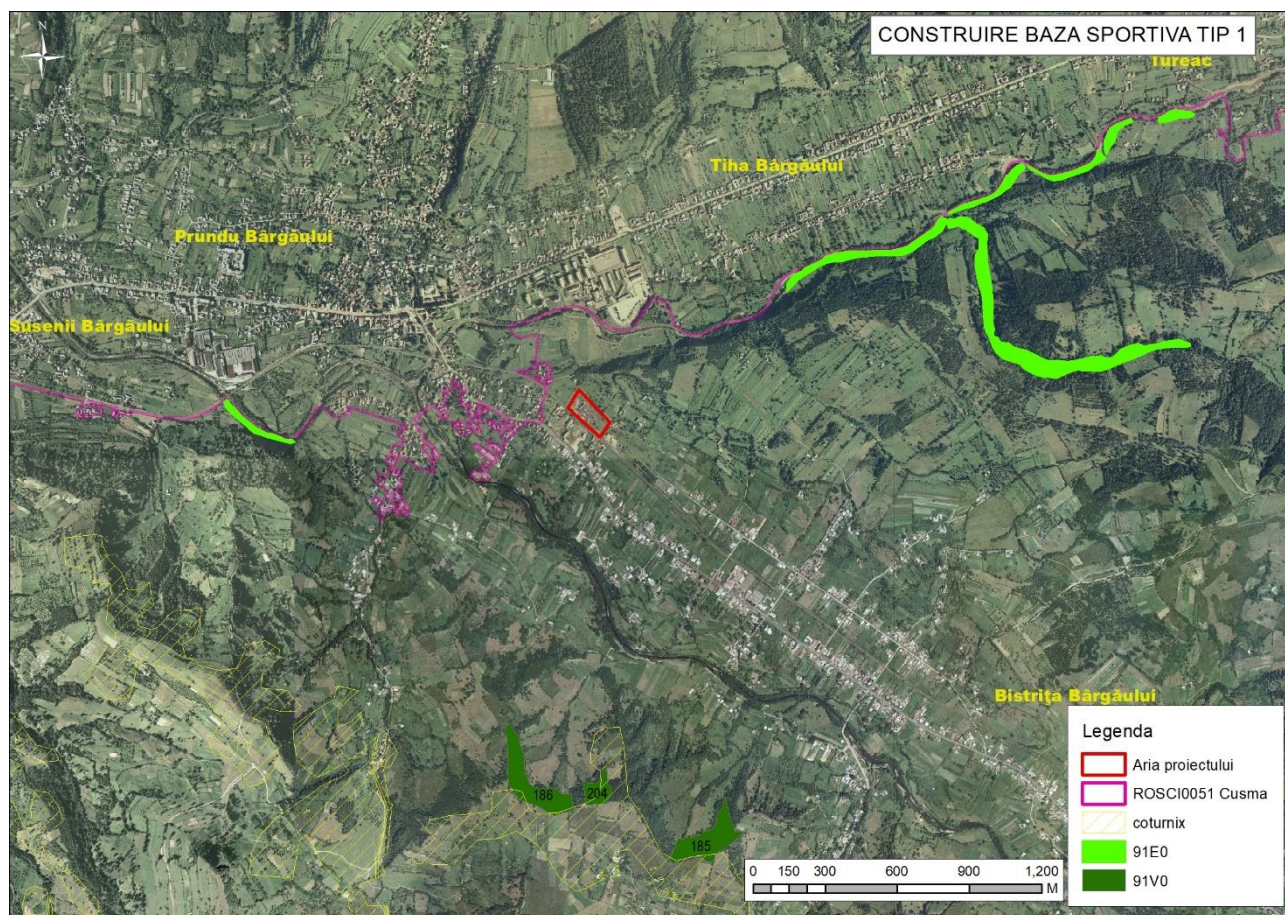 N
CONSTRUIRE BAZA SPORTIVA TIP 1
Tureac
Tiha Bârgăului
Prundu Bârgăului
Susenii Bârgăului
Bistrița Bârgăului
186
204
185
Legenda
Aria proiectului
ROSCI0051 Cusma
coturnix
91E0
91V0
0 150 300 600 900 1,200
M